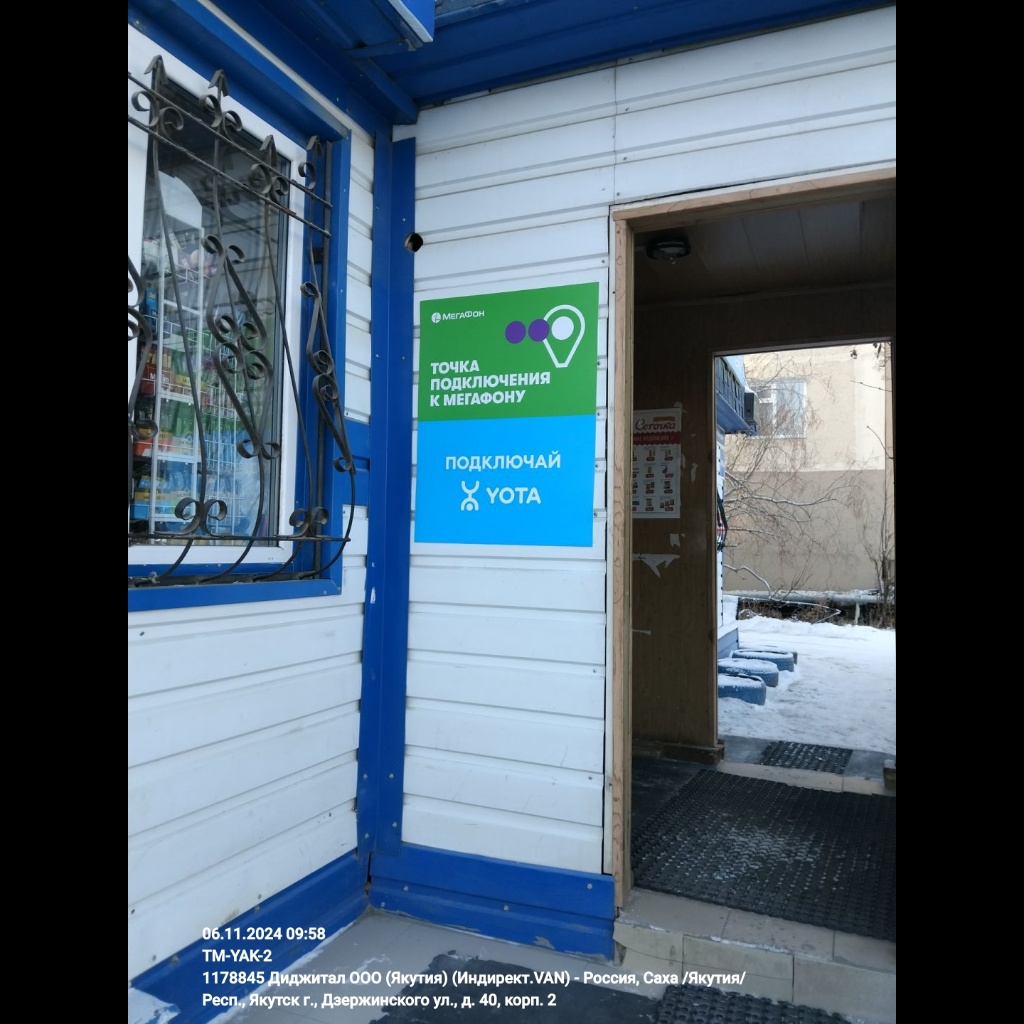 МЕГАФОН
ТОЧКА
ПОДКЛЮЧЕНИЯ
К МЕГАФОНУ
ПОДКЛЮЧАЙ
YOTA
Сеточка
06.11.2024 09:58
TM-YAK-2
1178845 Диджитал ООО (Якутия) (Индирект.VAN) - Россия, Саха /Якутия/
Респ., Якутск г., Дзержинского ул., д. 40, корп. 2